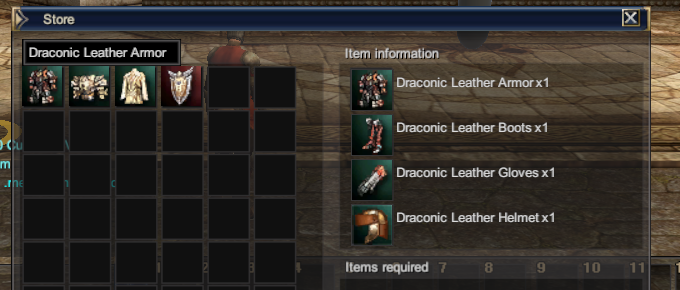 Store
Draconic Leather Armor
Item information
Draconic Leather Armor x1
Draconic Leather Boots x1
Draconic Leather Gloves x1
Draconic Leather Helmet x1
Items required
7 8 9 10 11